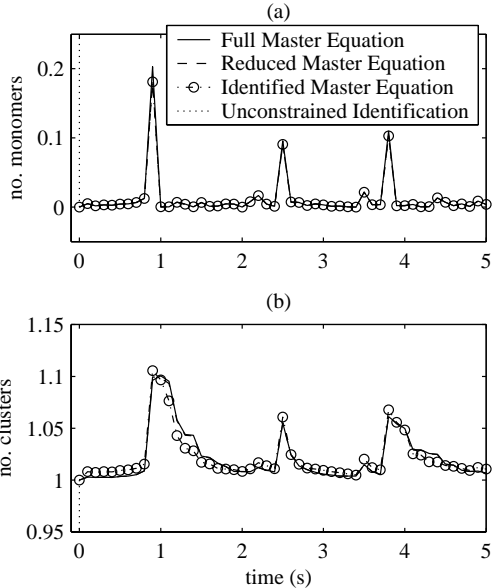 (a)
Full Master Equation
Reduced Master Equation
Identified Master Equation
Unconstrained Identification
no. monomers
0.2
0.1
0
0 1 2 3 4 5
(b)
no. clusters
1.15
1.1
1.05
1
0.95
0 1 2 3 4 5
time (s)